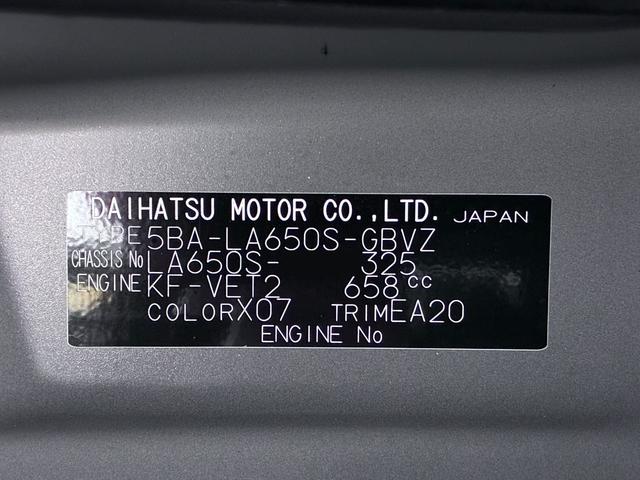 DAIHATSU MOTOR CO.,LTD. JAPAN
TYPE 5BA-LA650S-GBVZ
CHASSIS No LA650S- 325
ENGINE KF-VET2 658 cc
COLOR X07 TRIM EA20
ENGINE No